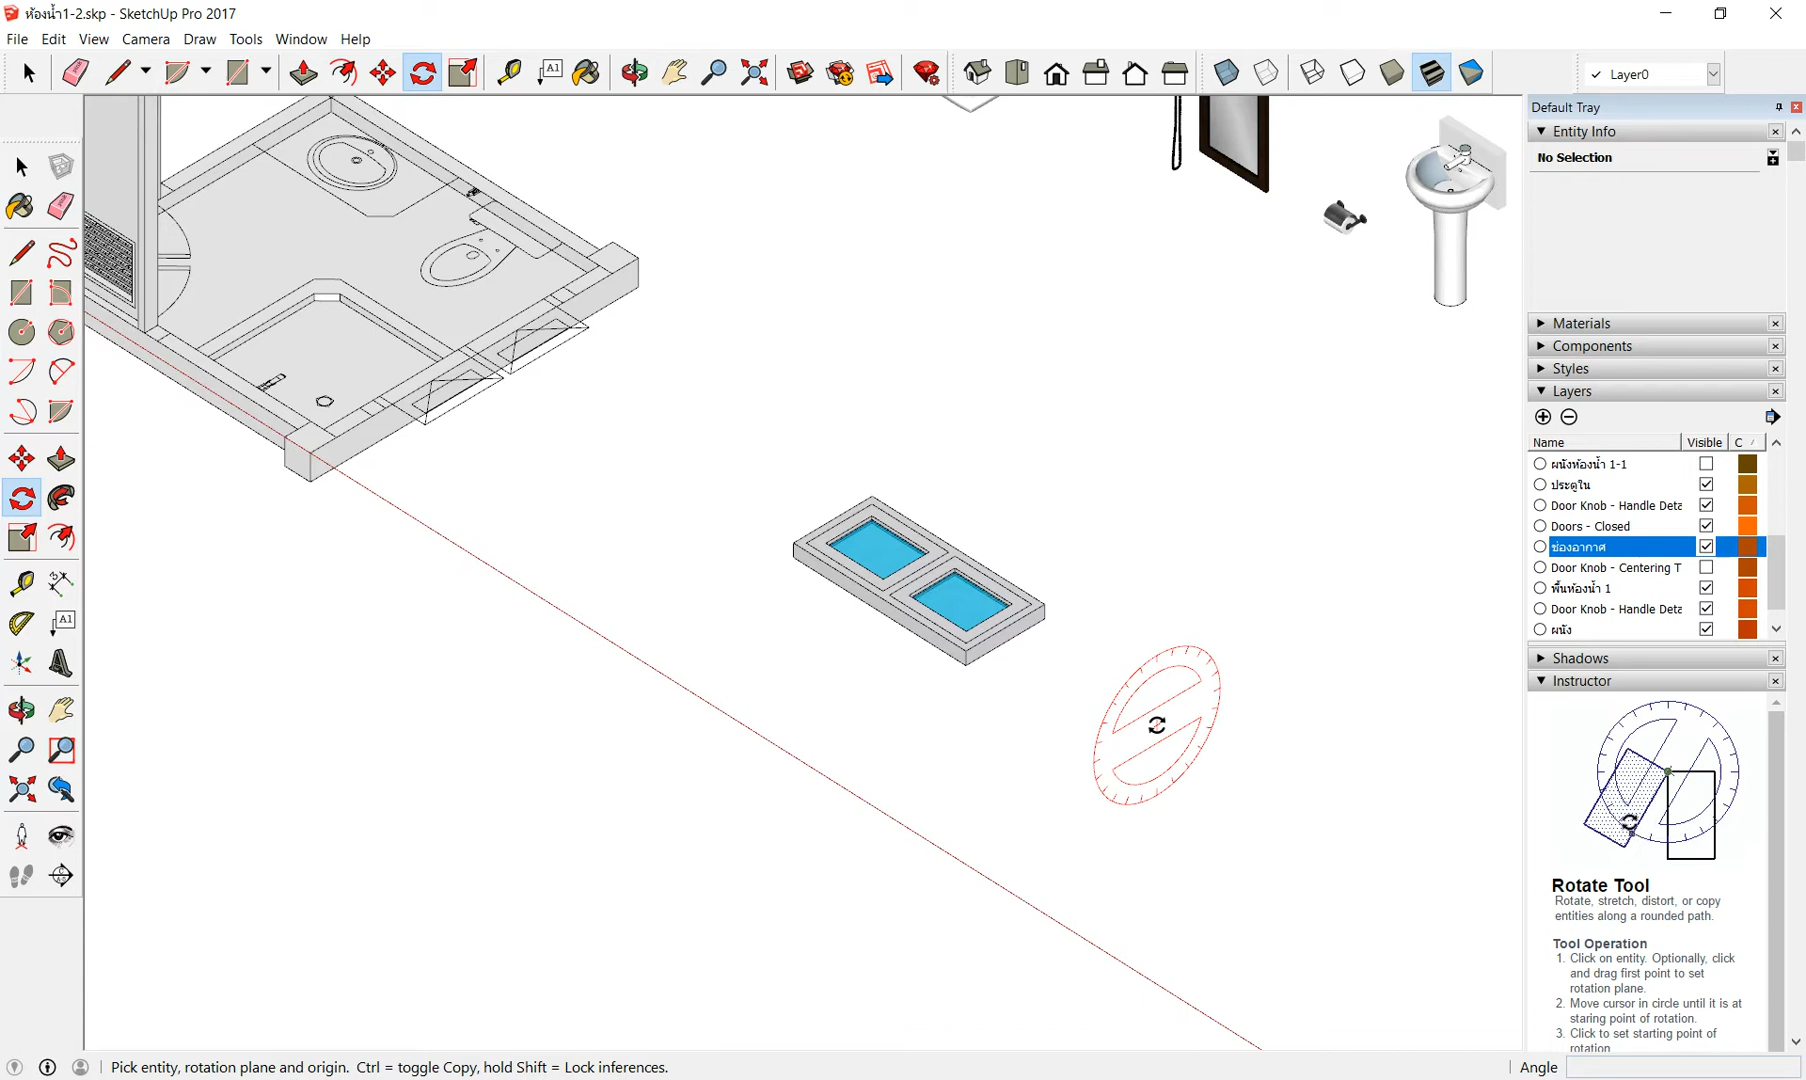 ห้องน้ำ1-2.skp - SketchUp Pro 2017
File Edit View Camera Draw Tools Window Help
A1
Layer0
Default Tray
Entity Info
No Selection
Materials
Components
Styles
Layers
Name Visible C
ผนังห้องน้ำ 1-1
ประตูใน
Door Knob - Handle Deta
Doors - Closed
ช่องอากาศ
Door Knob - Centering T
พื้นห้องน้ำ 1
Door Knob - Handle Deta
ผนัง
A1
Shadows
Instructor
Rotate Tool
Rotate, stretch, distort, or copy
entities along a rounded path.
Tool Operation
1. Click on entity. Optionally, click
and drag first point to set
rotation plane.
2. Move cursor in circle until it is at
staring point of rotation.
3. Click to set starting point of
rotation
Pick entity, rotation plane and origin. Ctrl = toggle Copy, hold Shift = Lock inferences.
Angle